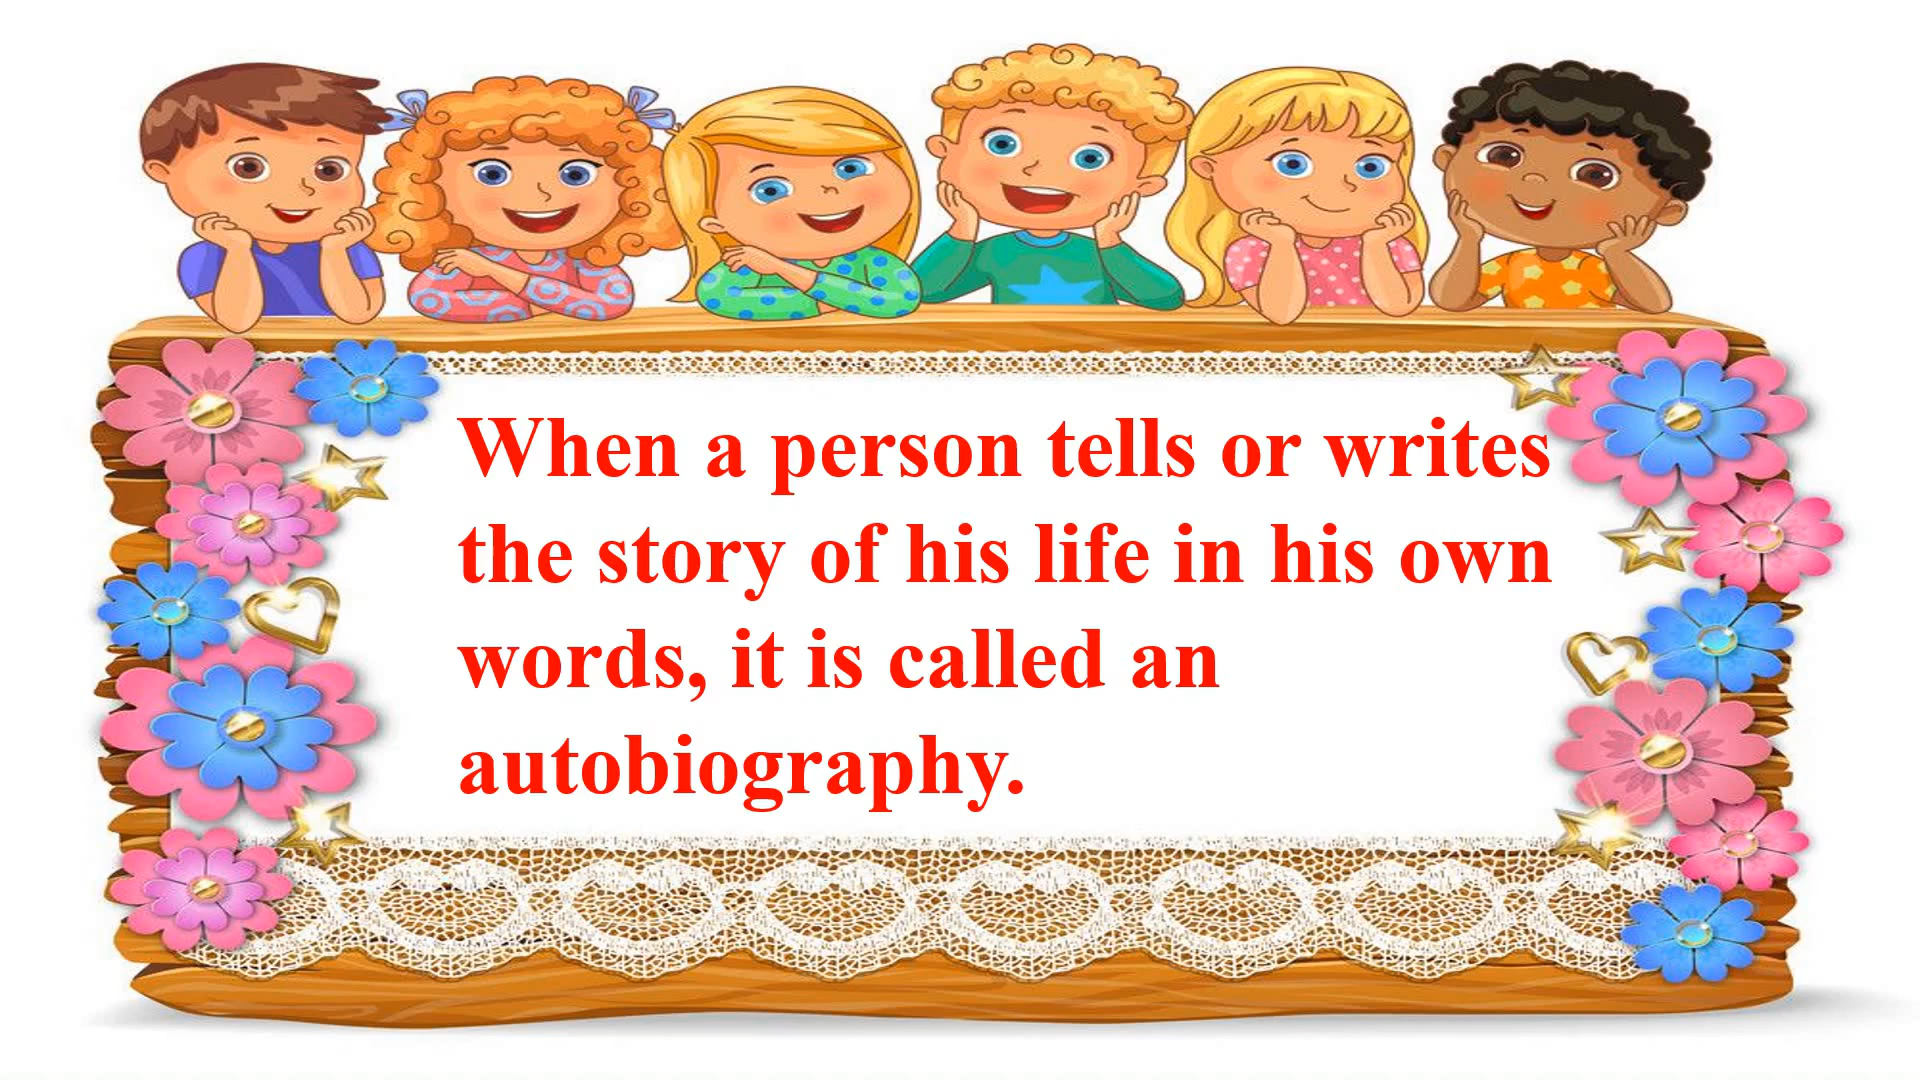 When a person tells or writes
the story of his life in his own
words, it is called an
autobiography.